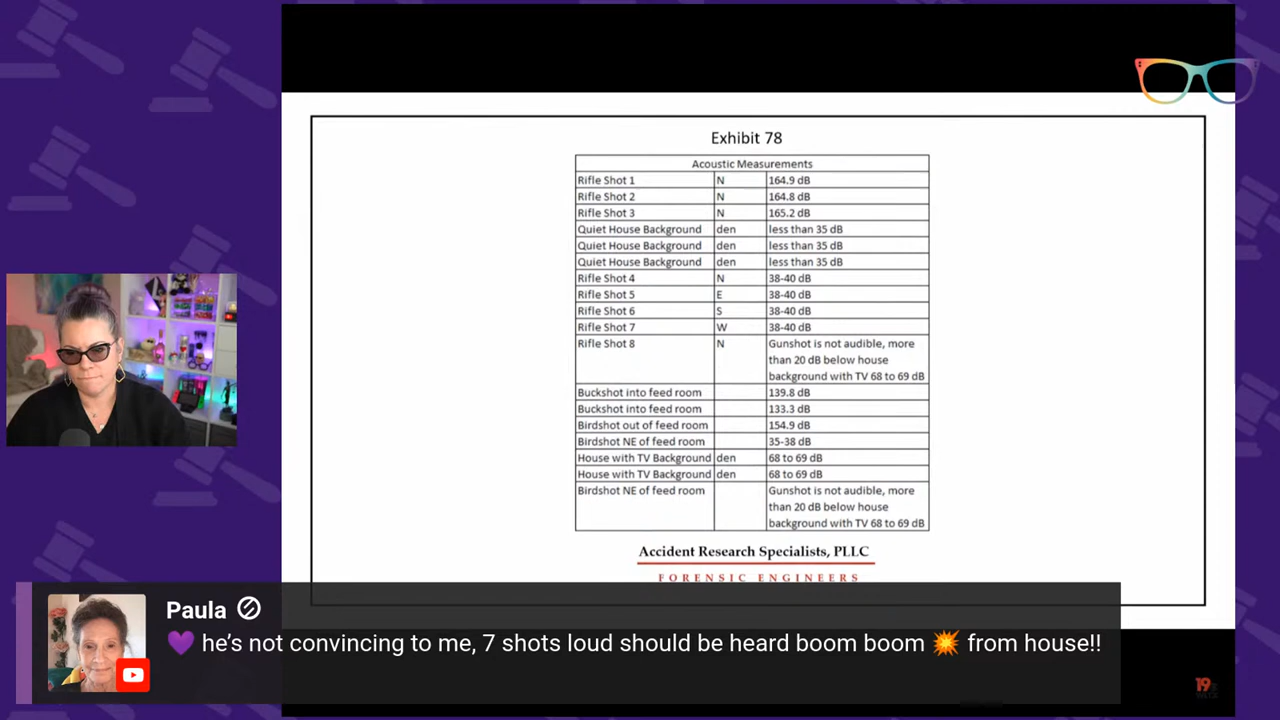 Exhibit 78
Acoustic Measurements
Rifle Shot 1 N 164.9 dB
Rifle Shot 2 N 164.8 dB
Rifle Shot 3 N 165.2 dB
Quiet House Background den less than 35 dB
Quiet House Background den less than 35 dB
Quiet House Background den less than 35 dB
Rifle Shot 4 N 38-40 dB
Rifle Shot 5 E 38-40 dB
Rifle Shot 6 S 38-40 dB
Rifle Shot 7 W 38-40 dB
Rifle Shot 8 N Gunshot is not audible, more
than 20 dB below house
background with TV 68 to 69 dB
Buckshot into feed room 139.8 dB
Buckshot into feed room 133.3 dB
Birdshot out of feed room 154.9 dB
Birdshot NE of feed room 35-38 dB
House with TV Background den 68 to 69 dB
House with TV Background den 68 to 69 dB
Birdshot NE of feed room Gunshot is not audible, more
than 20 dB below house
background with TV 68 to 69 dB
Accident Research Specialists, PLLC
FORENSIC ENGINEERS
Paula
💜 he’s not convincing to me, 7 shots loud should be heard boom boom 💥 from house!!
19